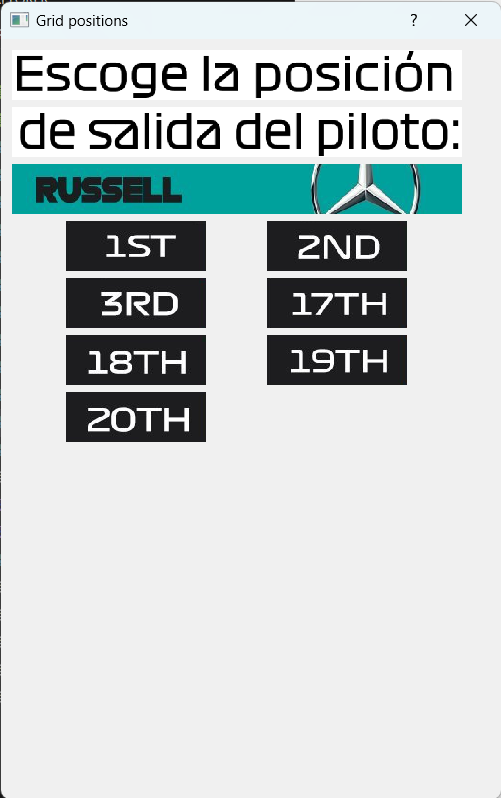 Grid positions
?
Escoge la posición
de salida del piloto:
RUSSELL
1ST
2ND
3RD
17TH
18TH
19TH
20TH